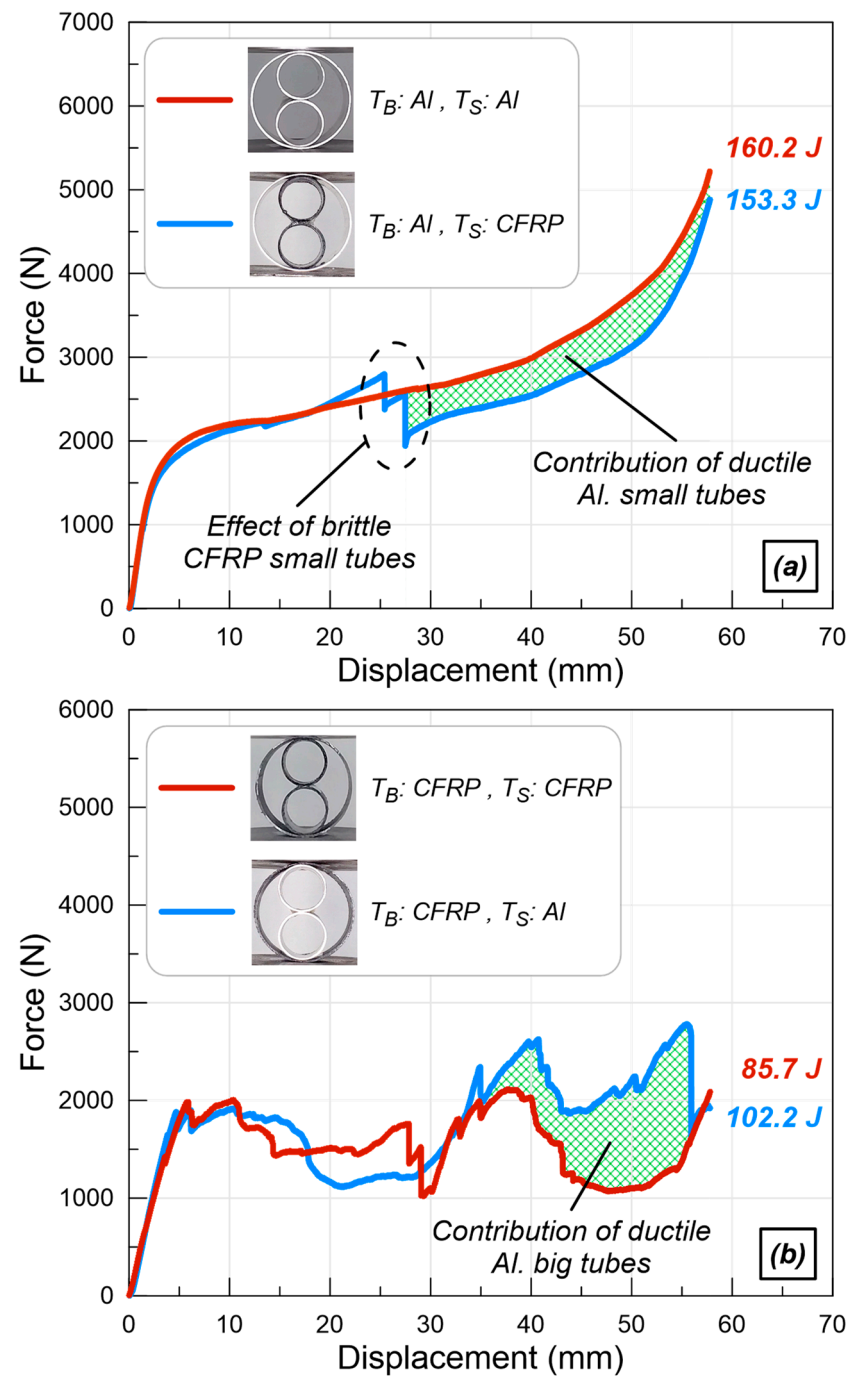 7000
6000
5000
4000
3000
2000
1000
0
Force (N)
T_B: Al , T_S: Al
T_B: Al , T_S: CFRP
160.2 J
153.3 J
Contribution of ductile
Al. small tubes
Effect of brittle
CFRP small tubes
(a)
0 10 20 30 40 50 60 70
Displacement (mm)
6000
5000
4000
3000
2000
1000
0
Force (N)
T_B: CFRP , T_S: CFRP
T_B: CFRP , T_S: Al
85.7 J
102.2 J
Contribution of ductile
Al. big tubes
(b)
0 10 20 30 40 50 60 70
Displacement (mm)